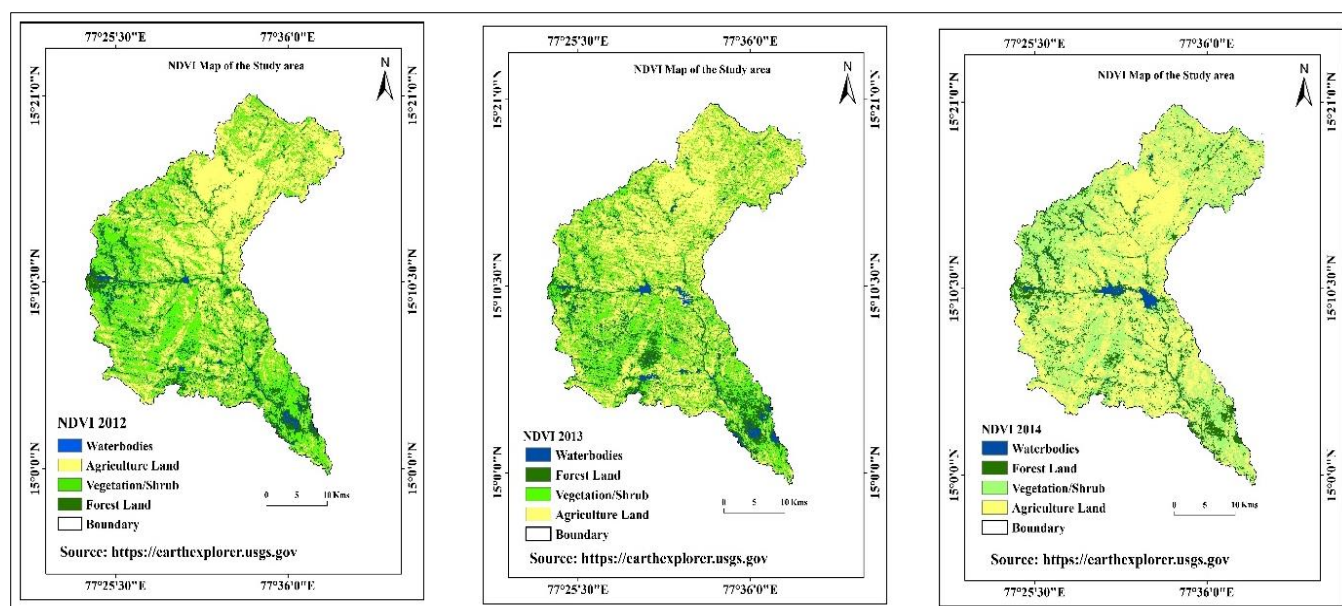 77°25'30"E 77°36'0"E
NDVI Map of the Study area
N
15°21'0"N
15°10'30"N
15°0'0"N
15°21'0"N
15°10'30"N
15°0'0"N
NDVI 2012
Waterbodies
Agriculture Land
Vegetation/Shrub
Forest Land
Boundary
0 5 10 Kms
Source: https://earthexplorer.usgs.gov
77°25'30"E 77°36'0"E
77°25'30"E 77°36'0"E
NDVI Map of the Study area
N
15°21'0"N
15°10'30"N
15°0'0"N
15°21'0"N
15°10'30"N
15°0'0"N
NDVI 2013
Waterbodies
Forest Land
Vegetation/Shrub
Agriculture Land
Boundary
0 5 10 Kms
Source: https://earthexplorer.usgs.gov
77°25'30"E 77°36'0"E
77°25'30"E 77°36'0"E
NDVI Map of the Study area
N
15°21'0"N
15°10'30"N
15°0'0"N
15°21'0"N
15°10'30"N
15°0'0"N
NDVI 2014
Waterbodies
Forest Land
Vegetation/Shrub
Agriculture Land
Boundary
0 5 10 Kms
Source: https://earthexplorer.usgs.gov
77°25'30"E 77°36'0"E